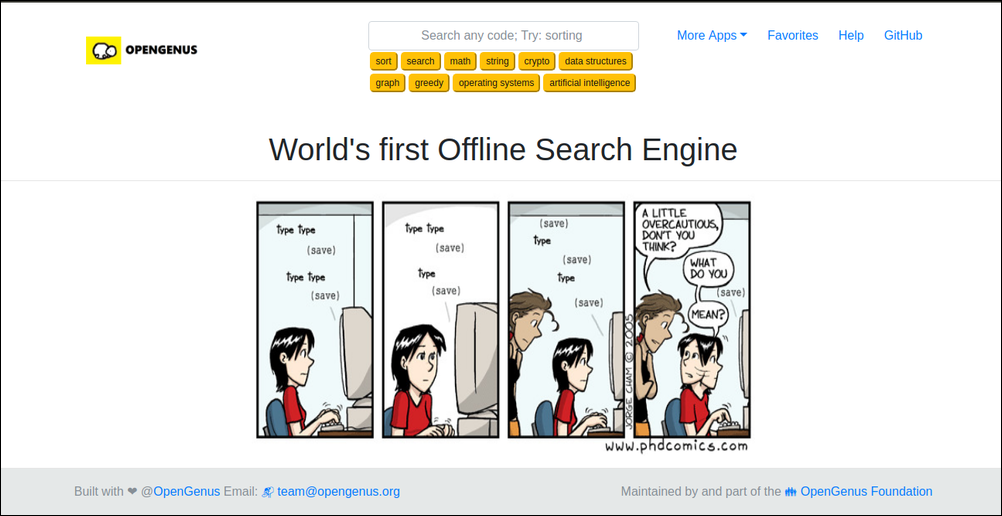 OPENGENUS
Search any code; Try: sorting
More Apps Favorites Help GitHub
sort search math string crypto data structures
graph greedy operating systems artificial intelligence
World's first Offline Search Engine
type type
(save)
type type
(save)
type type
(save)
type
(save)
(save)
type
(save)
type
(save)
A LITTLE
OVERCAUTIOUS,
DON'T YOU
THINK?
WHAT
DO YOU
(save)
MEAN?
JORGE CHAM © 2005
www.phdcomics.com
Built with ❤ @OpenGenus Email: team@opengenus.org
Maintained by and part of the OpenGenus Foundation